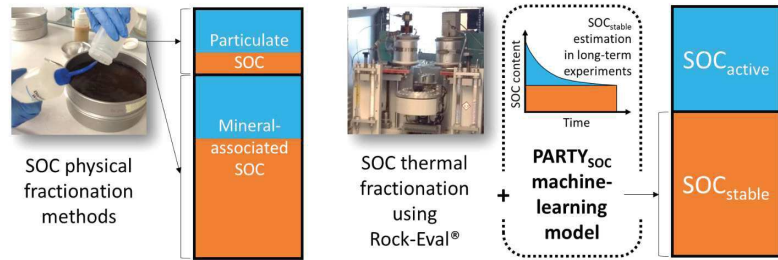 Particulate
SOC
Mineral-
associated
SOC
SOC physical
fractionation
methods
SOC thermal
fractionation
using
Rock-Eval®
+
SOC content
SOCstable
estimation
in long-term
experiments
Time
PARTYSOC
machine-
learning
model
SOCactive
SOCstable